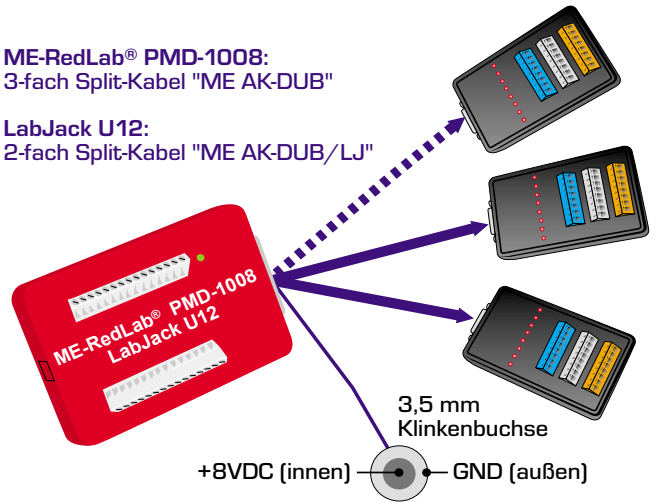 ME-RedLab® PMD-1008:
3-fach Split-Kabel "ME AK-DUB"
LabJack U12:
2-fach Split-Kabel "ME AK-DUB/LJ"
ME-RedLab® PMD-1008
LabJack U12
3,5 mm
Klinkenbuchse
+8VDC (innen)
GND (außen)